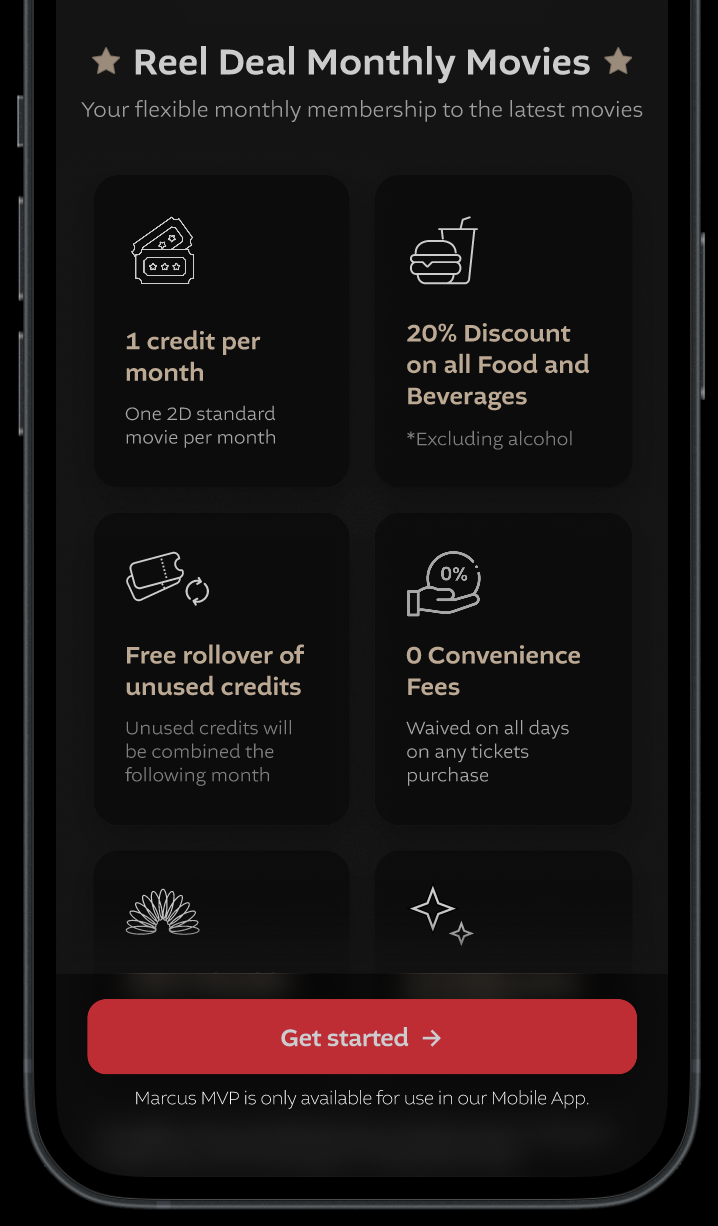 Reel Deal Monthly Movies
Your flexible monthly membership to the latest movies
1 credit per
month
One 2D standard
movie per month
20% Discount
on all Food and
Beverages
*Excluding alcohol
Free rollover of
unused credits
Unused credits will
be combined the
following month
0%
0 Convenience
Fees
Waived on all days
on any tickets
purchase
Get started →
Marcus MVP is only available for use in our Mobile App.